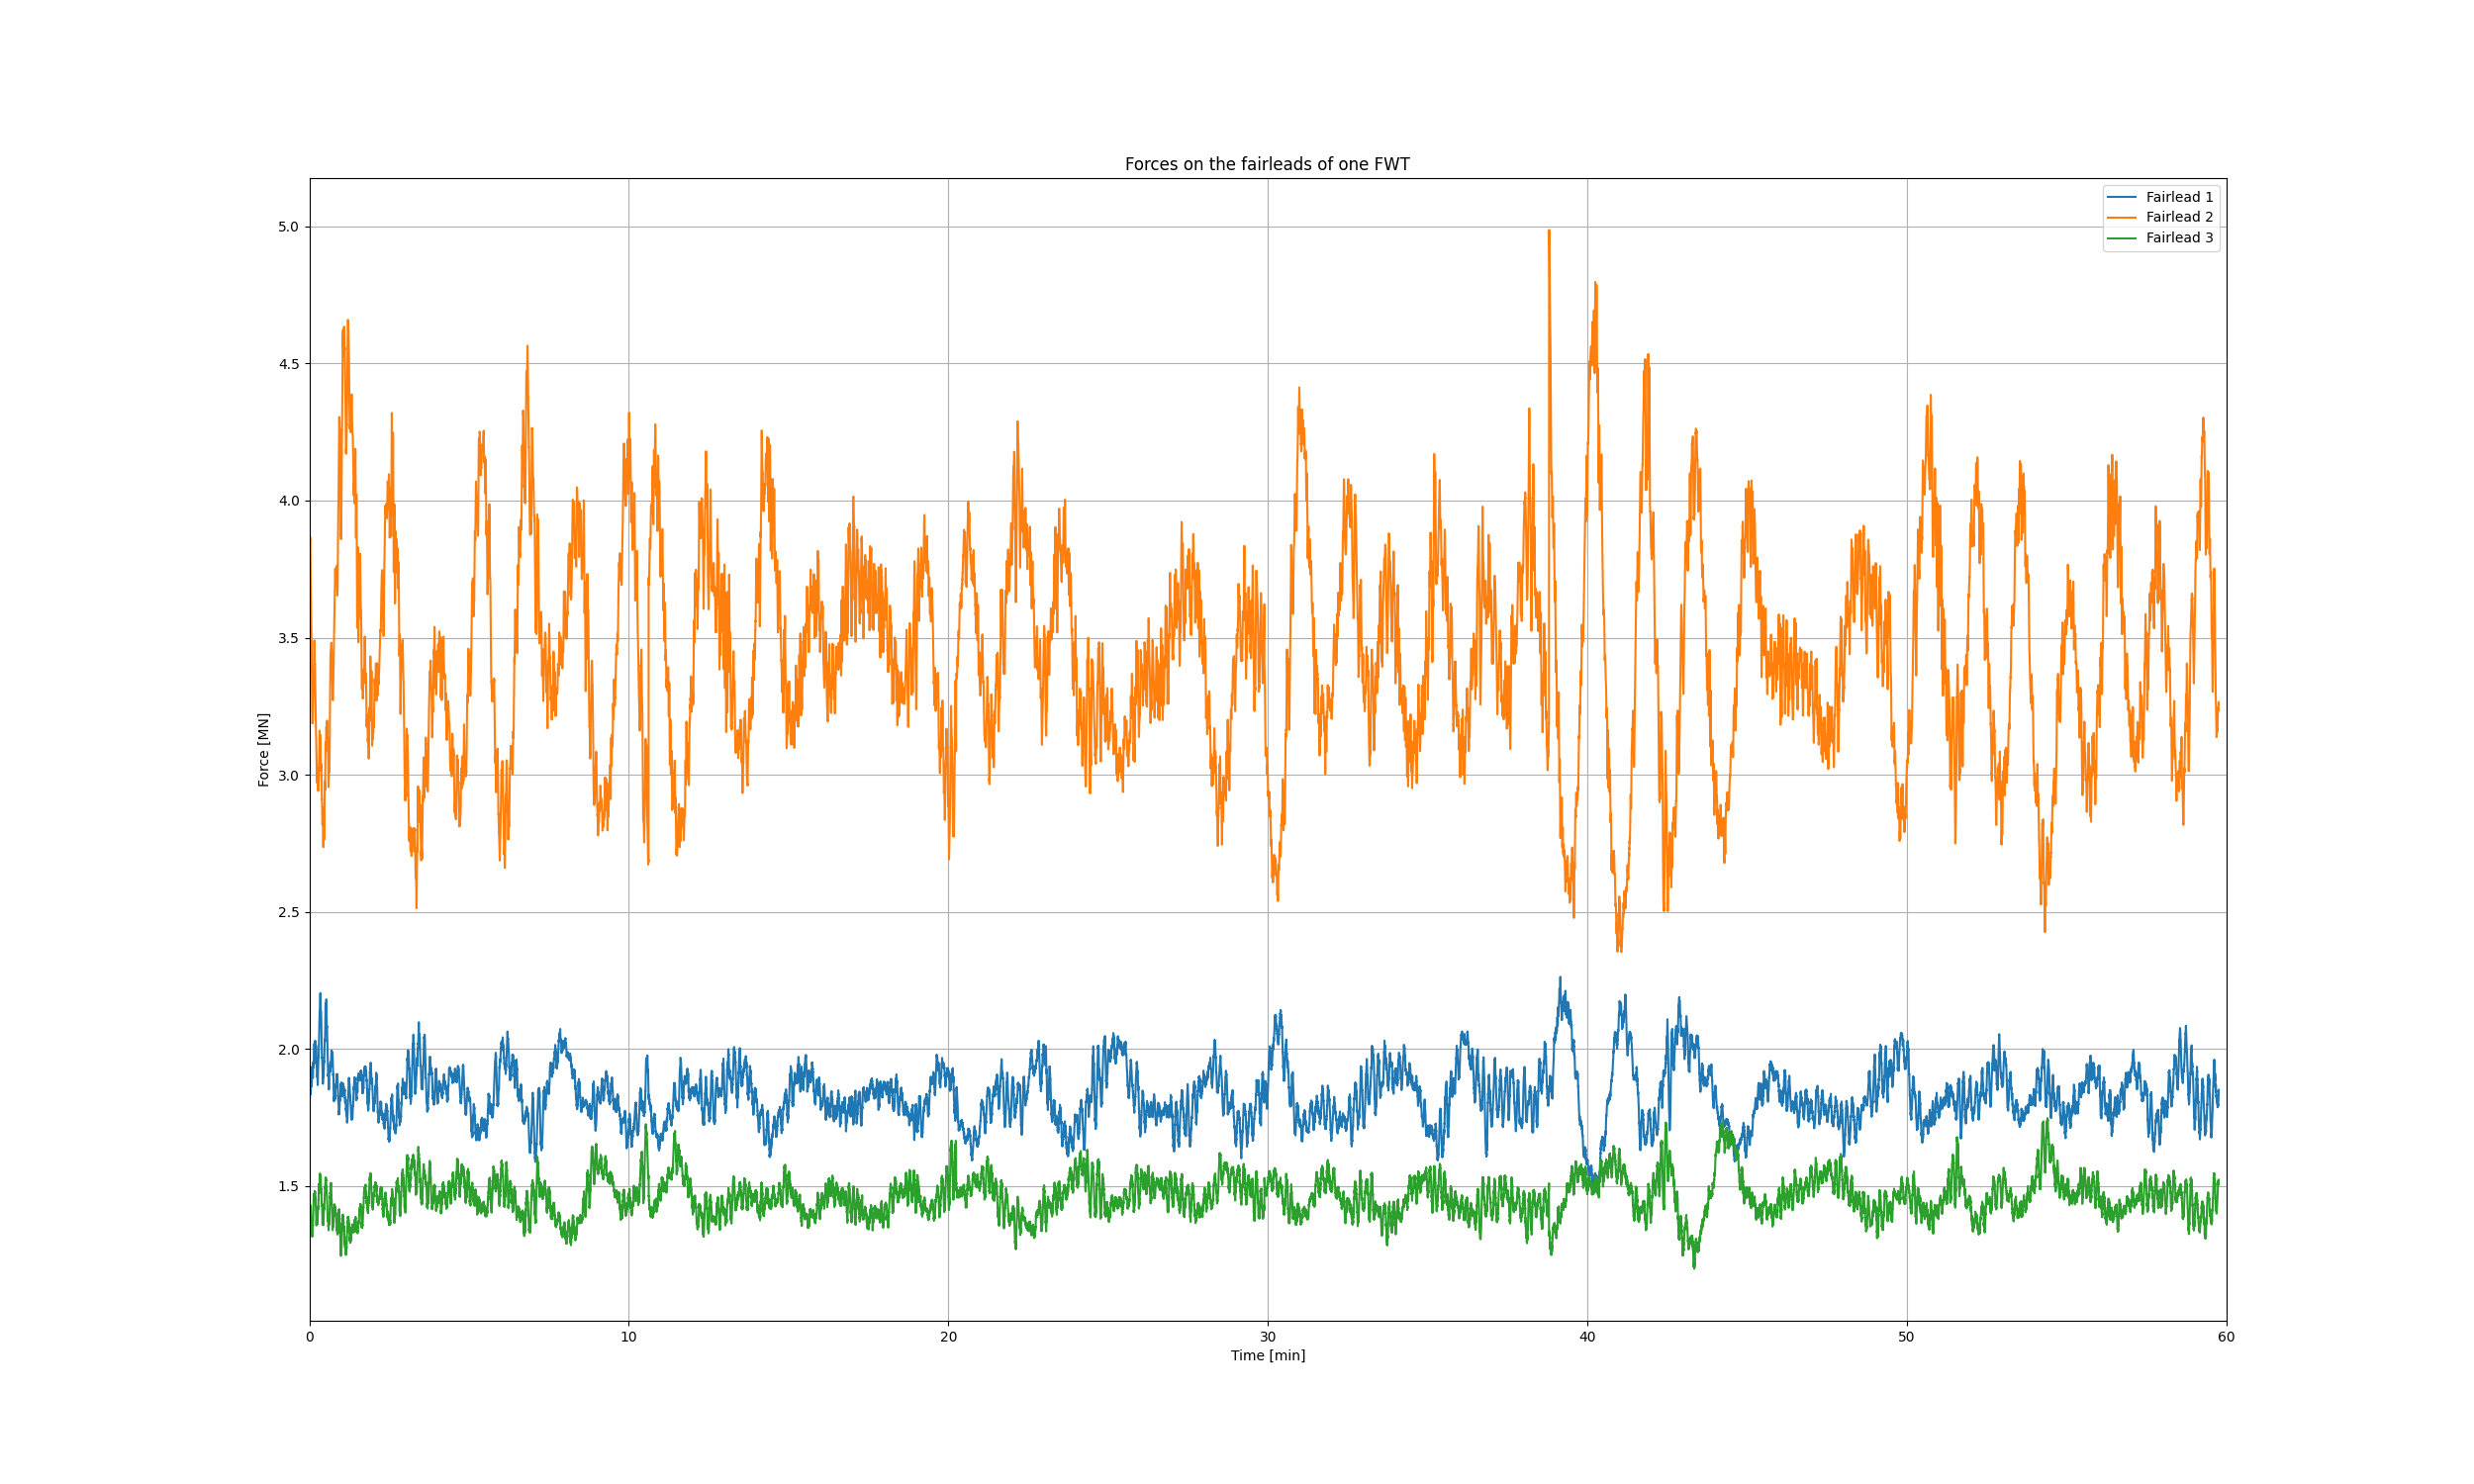 Forces on the fairleads of one FWT
Fairlead 1
Fairlead 2
Fairlead 3
5.0
4.5
4.0
3.5
3.0
2.5
2.0
1.5
Force [MN]
0 10 20 30 40 50 60
Time [min]